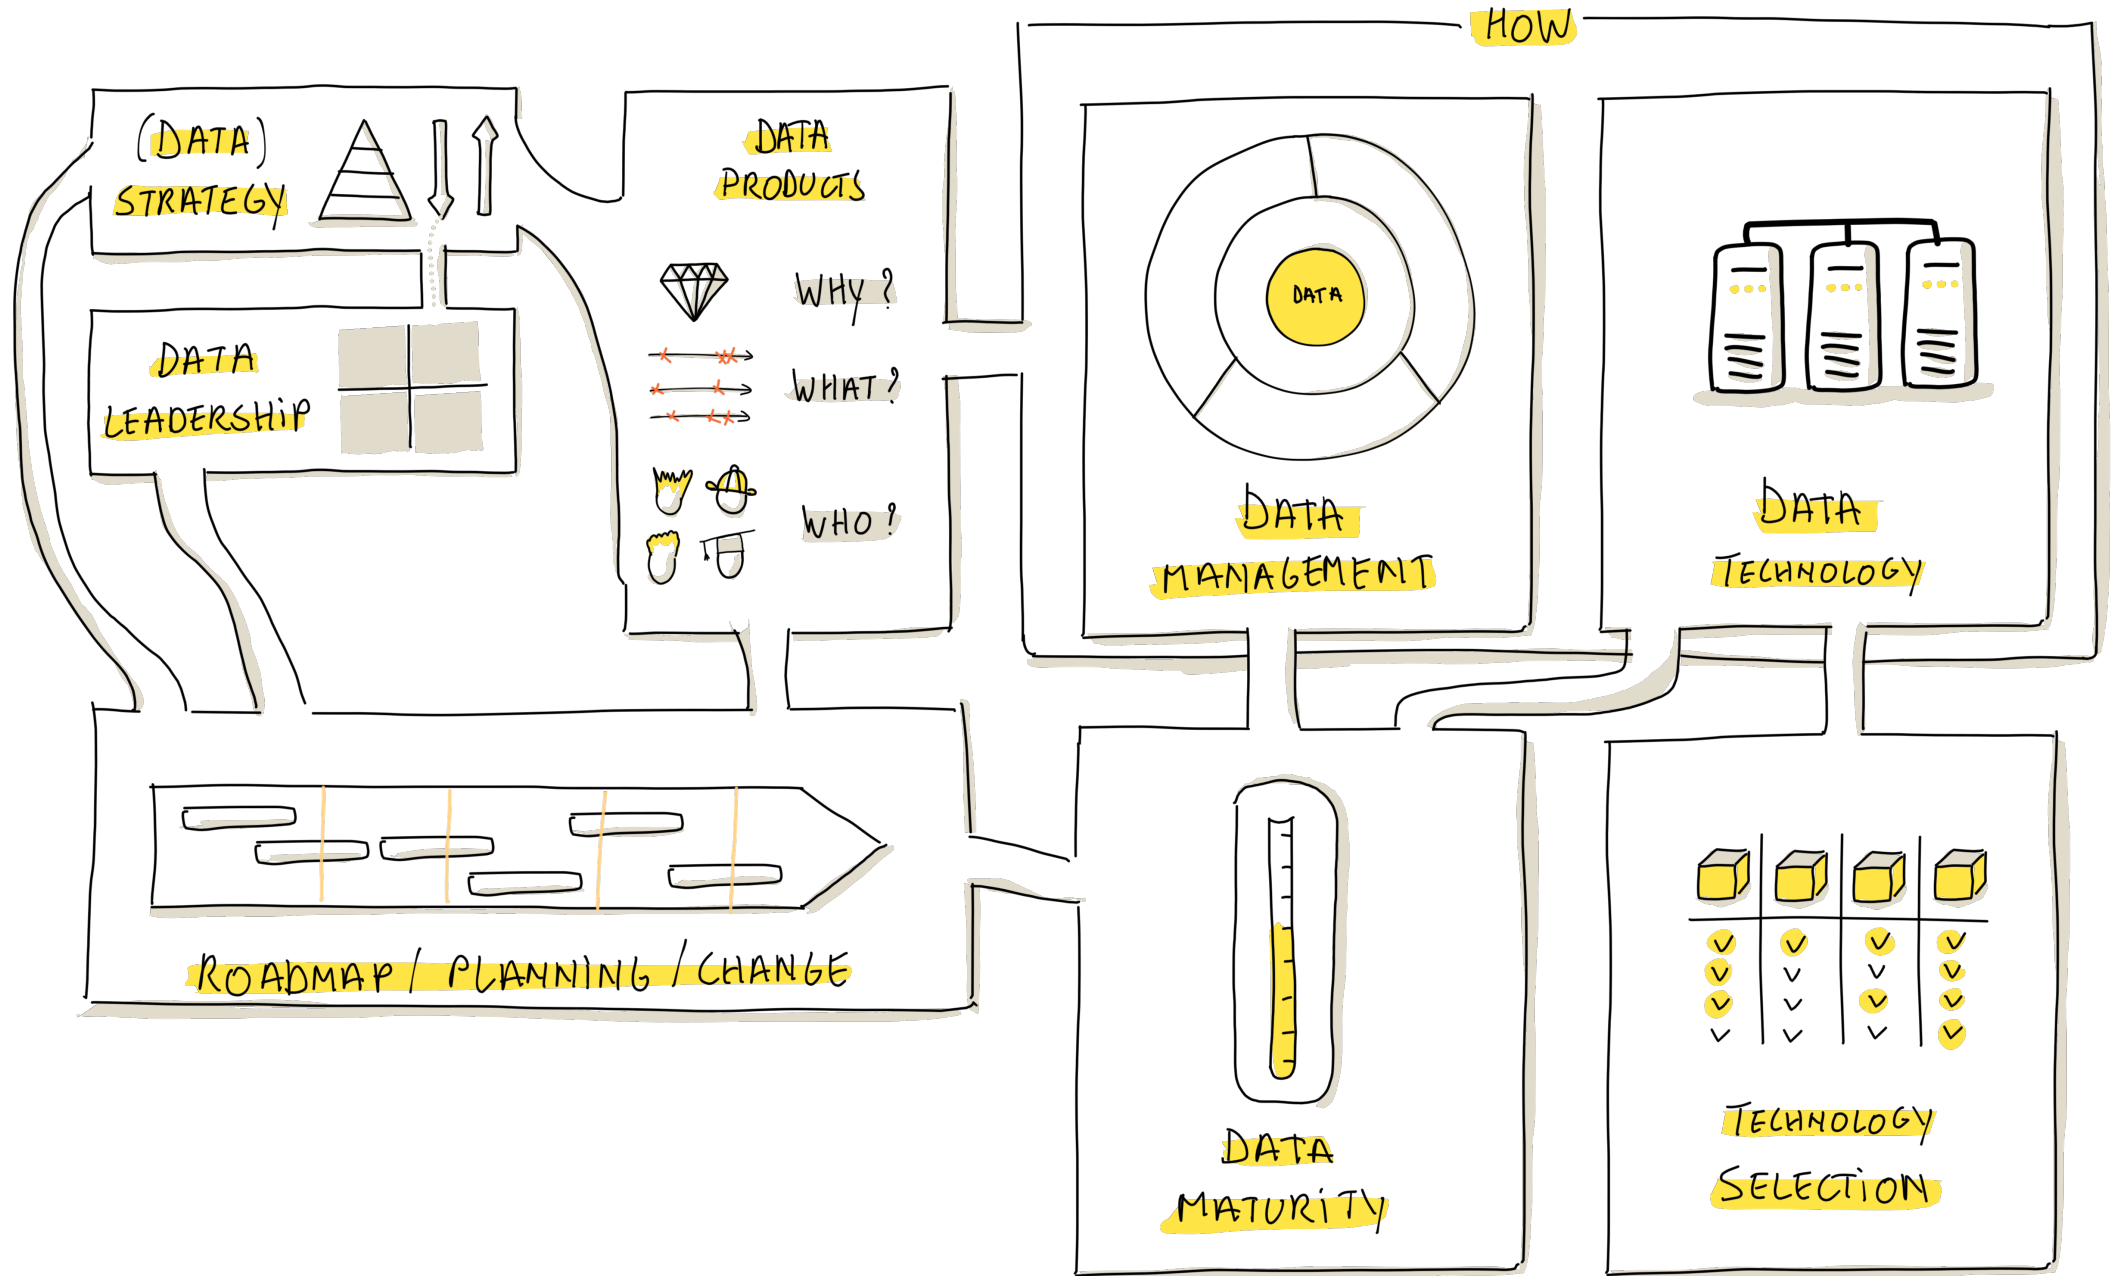 HOW
(DATA)
STRATEGY
DATA
LEADERSHiP
DATA
PRODUCTS
WHY?
WHAT?
WHO?
DATA
DATA
MANAGEMENT
DATA
TECHNOLOGY
ROADMAP / PLANNING / CHANGE
DATA
MATURiTY
TECHNOLOGY
SELECTiON